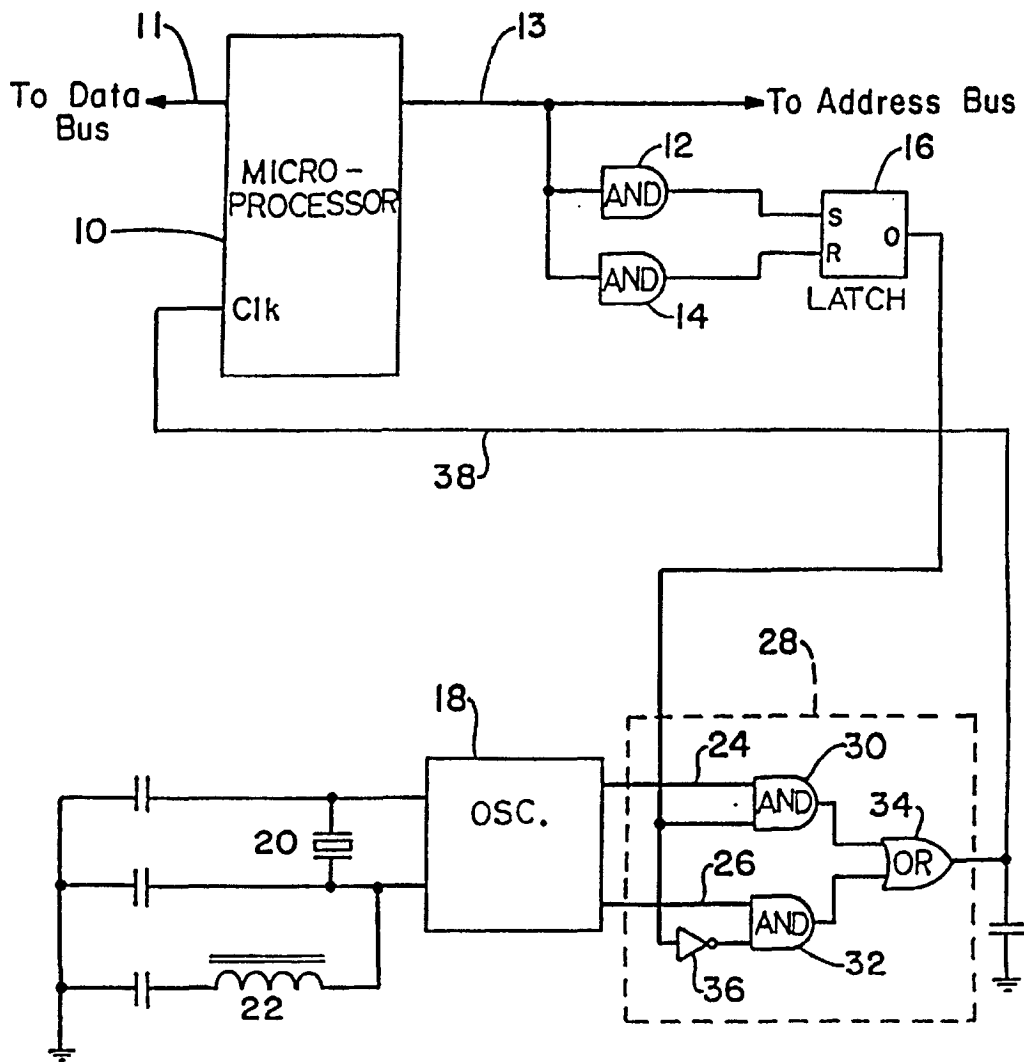 11
13
To Data
Bus
To Address Bus
12
16
MICRO-
PROCESSOR
AND
S
O
10
R
AND
Clk
14
LATCH
38
28
18
24
30
OSC.
AND
34
20
OR
26
AND
22
36
32